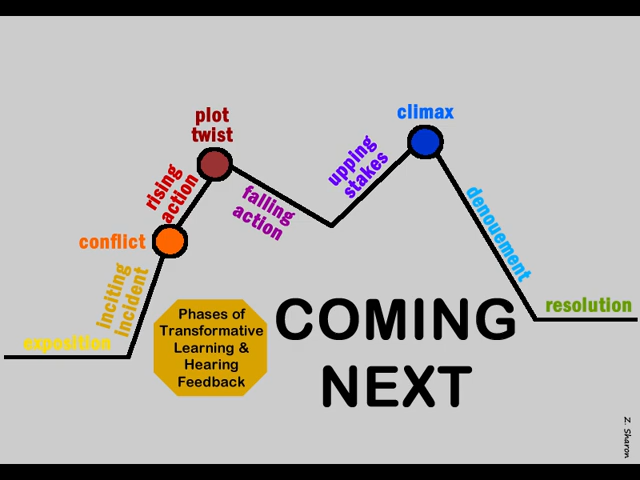 climax
plot
twist
upping
stakes
rising
action
falling
action
denouement
conflict
inciting
incident
resolution
exposition
Phases of
Transformative
Learning &
Hearing
Feedback
COMING
NEXT
Z. Sharon